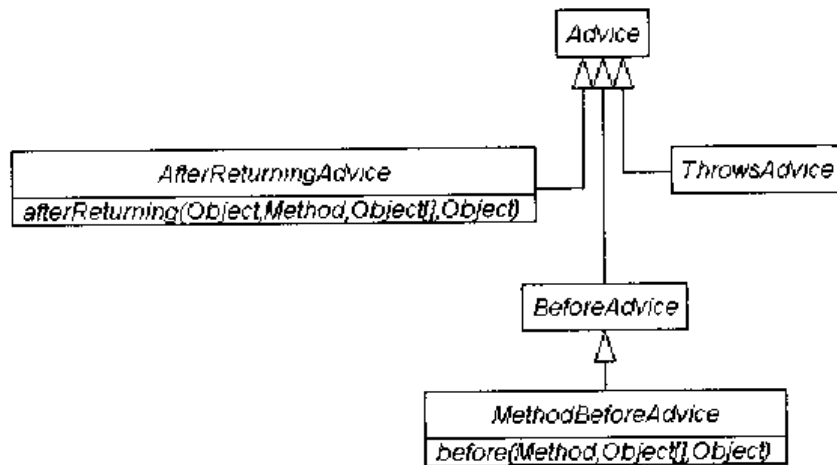 Advice
AfterReturningAdvice
afterReturning(Object,Method,Object[],Object)
ThrowsAdvice
BeforeAdvice
MethodBeforeAdvice
before(Method,Object[],Object)